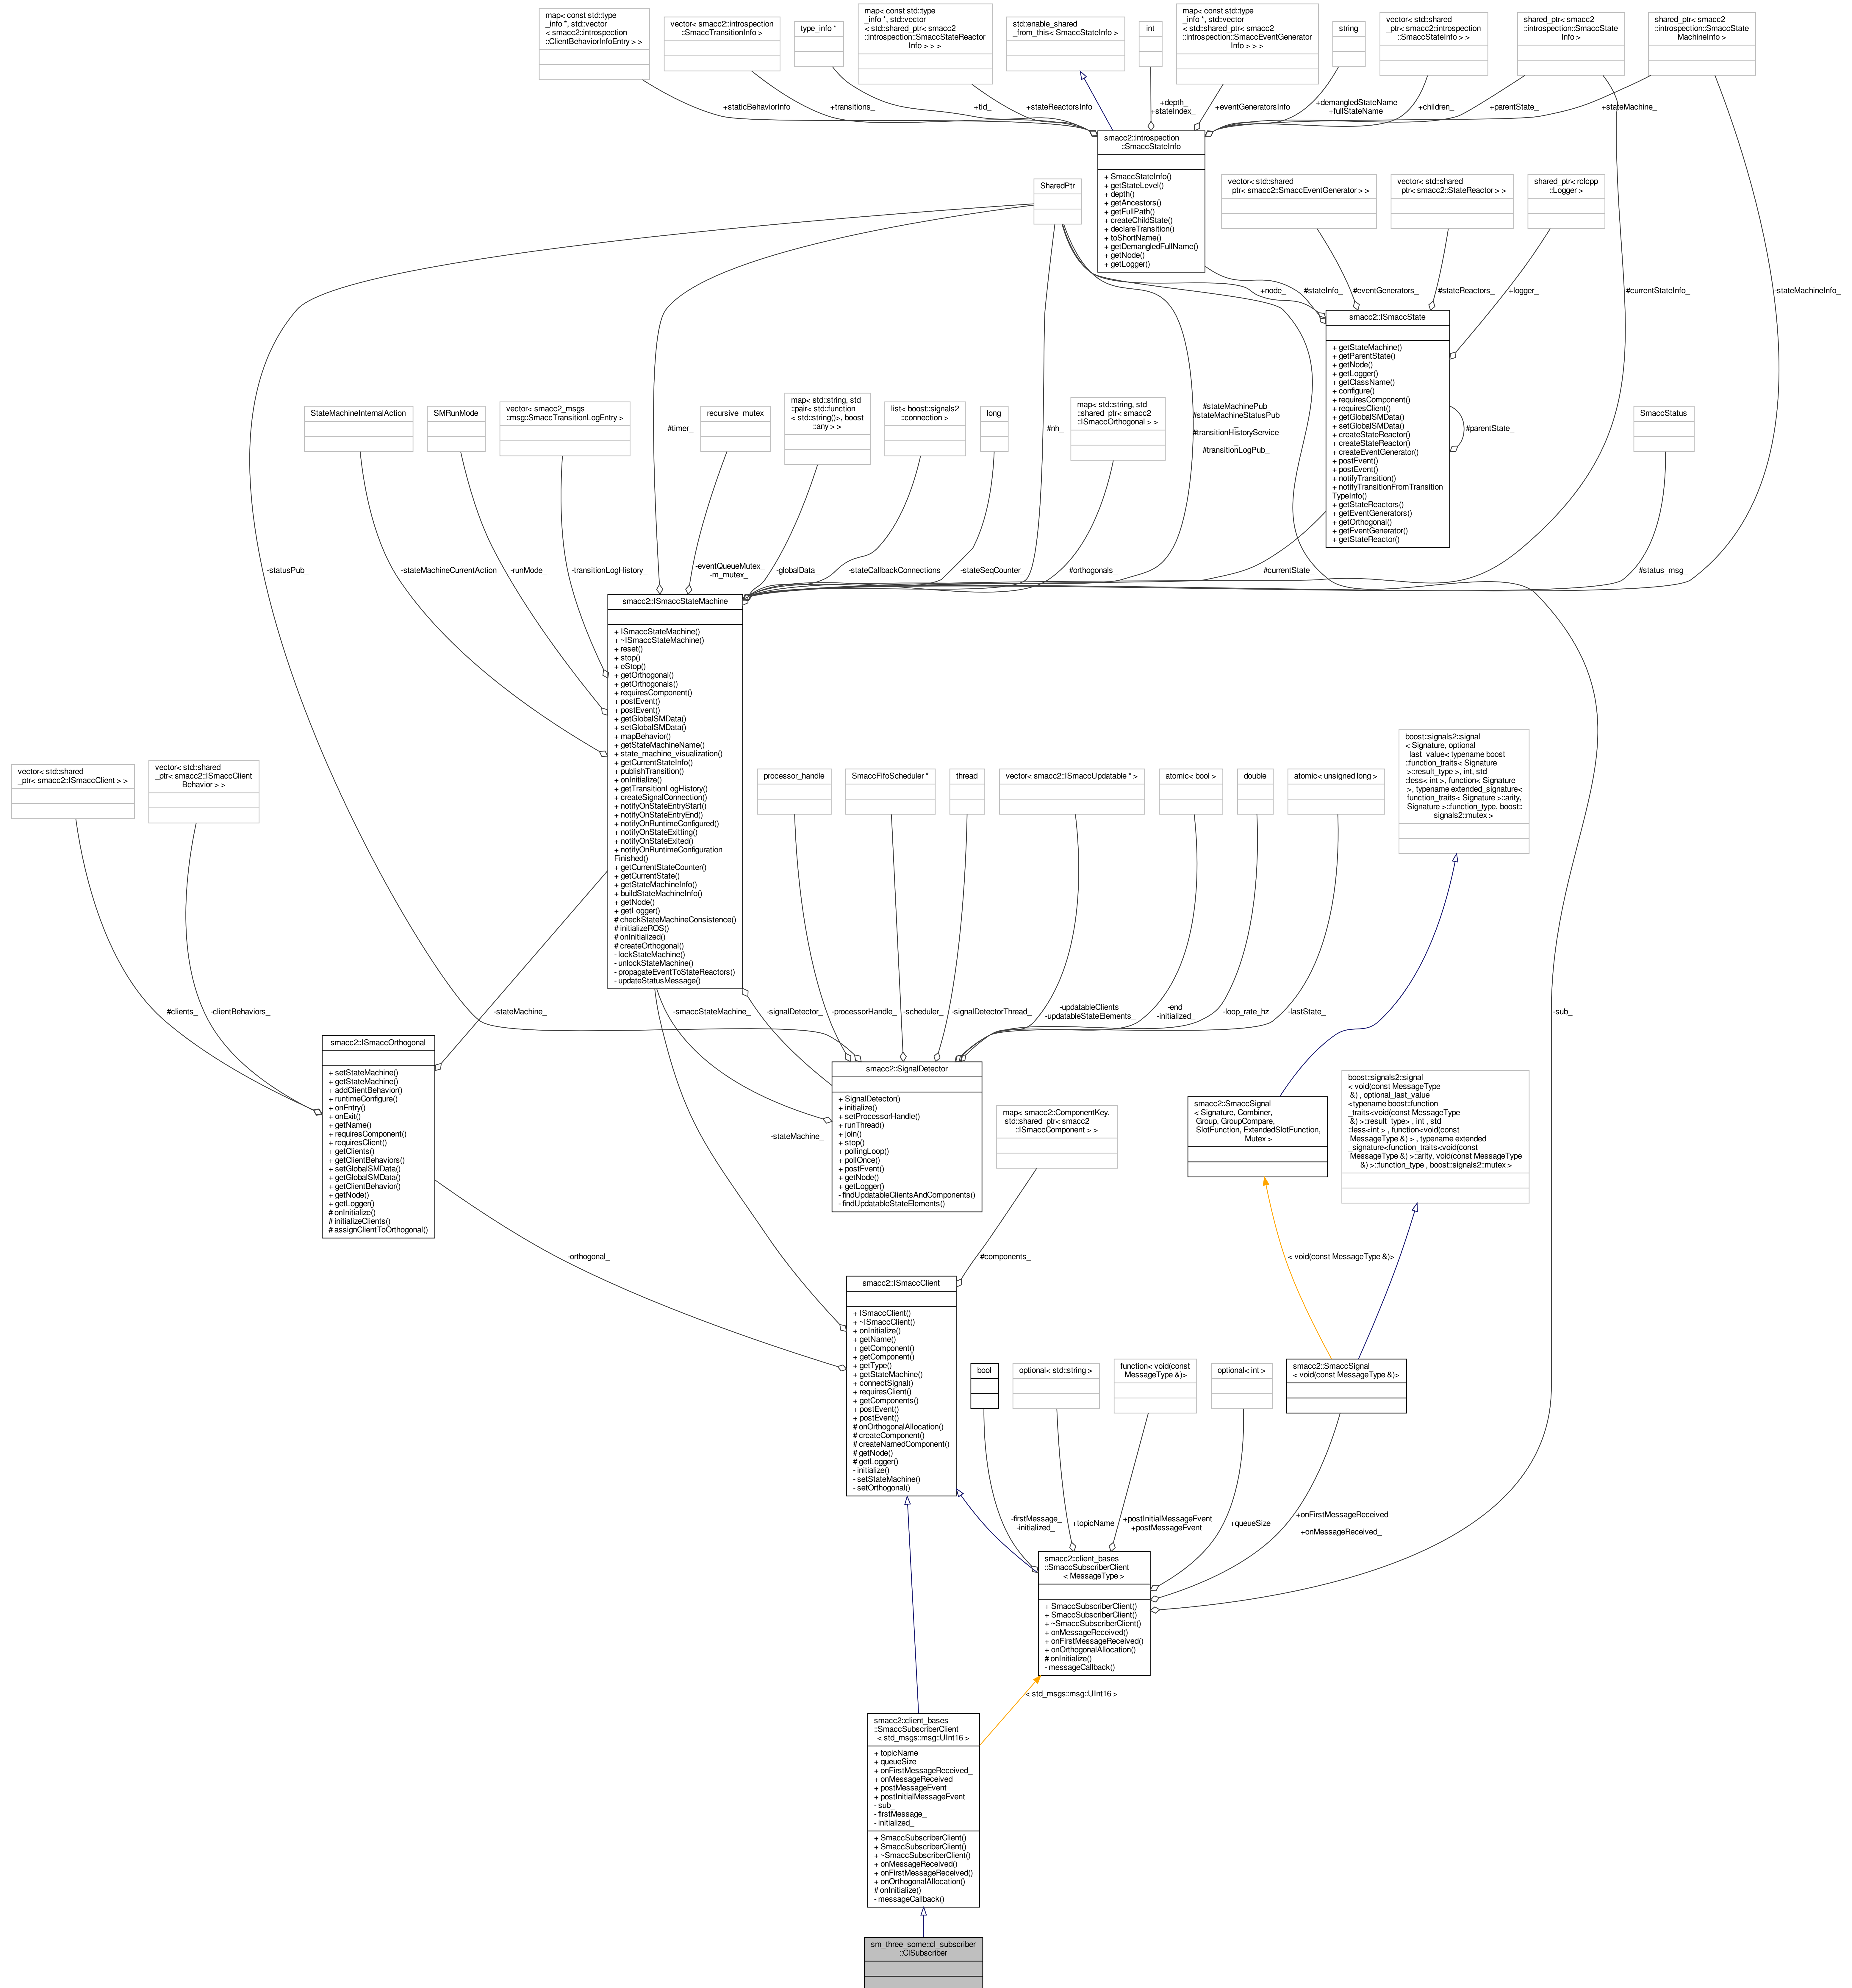 map< const std::type
_info *, std::vector
< smacc2::introspection
::ClientBehaviorInfoEntry > >
vector< smacc2::introspection
::SmaccTransitionInfo >
type_info *
map< const std::type
_info *, std::vector
< std::shared_ptr< smacc2
::introspection::SmaccStateReactor
Info > > >
std::enable_shared
_from_this< SmaccStateInfo >
int
map< const std::type
_info *, std::vector
< std::shared_ptr< smacc2
::introspection::SmaccEventGenerator
Info > > >
string
vector< std::shared
_ptr< smacc2::introspection
::SmaccStateInfo > >
shared_ptr< smacc2
::introspection::SmaccState
Info >
shared_ptr< smacc2
::introspection::SmaccState
MachineInfo >
+staticBehaviorInfo
+transitions_
+tid_
+stateReactorsInfo
+depth_
+stateIndex_
+eventGeneratorsInfo
+demangledStateName
+fullStateName
+children_
+parentState_
+stateMachine_
smacc2::introspection
::SmaccStateInfo
+ SmaccStateInfo()
+ getStateLevel()
+ depth()
+ getAncestors()
+ getFullPath()
+ createChildState()
+ declareTransition()
+ toShortName()
+ getDemangledFullName()
+ getNode()
+ getLogger()
SharedPtr
vector< std::shared
_ptr< smacc2::SmaccEventGenerator > >
vector< std::shared
_ptr< smacc2::StateReactor > >
shared_ptr< rclcpp
::Logger >
+node_
#stateInfo_
#eventGenerators_
#stateReactors_
+logger_
#currentStateInfo_
-stateMachineInfo_
smacc2::ISmaccState
+ getStateMachine()
+ getParentState()
+ getNode()
+ getLogger()
+ getClassName()
+ configure()
+ requiresComponent()
+ requiresClient()
+ getGlobalSMData()
+ setGlobalSMData()
+ createStateReactor()
+ createStateReactor()
+ createEventGenerator()
+ postEvent()
+ postEvent()
+ notifyTransition()
+ notifyTransitionFromTransition
TypeInfo()
+ getStateReactors()
+ getEventGenerators()
+ getOrthogonal()
+ getEventGenerator()
+ getStateReactor()
#parentState_
StateMachineInternalAction
SMRunMode
vector< smacc2_msgs
::msg::SmaccTransitionLogEntry >
recursive_mutex
map< std::string, std
::pair< std::function
< std::string()>, boost
::any > >
list< boost::signals2
::connection >
long
map< std::string, std
::shared_ptr< smacc2
::ISmaccOrthogonal > >
SmaccStatus
#timer_
#nh_
#stateMachinePub_
#stateMachineStatusPub
_
#transitionHistoryService
_
#transitionLogPub_
-statusPub_
-stateMachineCurrentAction
-runMode_
-transitionLogHistory_
-eventQueueMutex_
-m_mutex_
-globalData_
-stateCallbackConnections
-stateSeqCounter_
#orthogonals_
#currentState_
#status_msg_
smacc2::ISmaccStateMachine
+ ISmaccStateMachine()
+ ~ISmaccStateMachine()
+ reset()
+ stop()
+ eStop()
+ getOrthogonal()
+ getOrthogonals()
+ requiresComponent()
+ postEvent()
+ postEvent()
+ getGlobalSMData()
+ setGlobalSMData()
+ mapBehavior()
+ getStateMachineName()
+ state_machine_visualization()
+ getCurrentStateInfo()
+ publishTransition()
+ onInitialize()
+ getTransitionLogHistory()
+ createSignalConnection()
+ notifyOnStateEntryStart()
+ notifyOnStateEntryEnd()
+ notifyOnRuntimeConfigured()
+ notifyOnStateExitting()
+ notifyOnStateExited()
+ notifyOnRuntimeConfiguration
Finished()
+ getCurrentStateCounter()
+ getCurrentState()
+ getStateMachineInfo()
+ buildStateMachineInfo()
+ getNode()
+ getLogger()
# checkStateMachineConsistence()
# initializeROS()
# onInitialized()
# createOrthogonal()
- lockStateMachine()
- unlockStateMachine()
- propagateEventToStateReactors()
- updateStatusMessage()
vector< std::shared
_ptr< smacc2::ISmaccClient > >
vector< std::shared
_ptr< smacc2::ISmaccClient
Behavior > >
processor_handle
SmaccFifoScheduler *
thread
vector< smacc2::ISmaccUpdatable * >
atomic< bool >
double
atomic< unsigned long >
boost::signals2::signal
< Signature, optional
_last_value< typename boost
::function_traits< Signature
>::result_type >, int, std
::less< int >, function< Signature
>, typename extended_signature<
function_traits< Signature >::arity,
Signature >::function_type, boost::
signals2::mutex >
#clients_
-clientBehaviors_
-stateMachine_
-smaccStateMachine_
-signalDetector_
-processorHandle_
-scheduler_
-signalDetectorThread_
-updatableClients_
-updatableStateElements_
-end_
-initialized_
-loop_rate_hz
-lastState_
-sub_
smacc2::ISmaccOrthogonal
+ setStateMachine()
+ getStateMachine()
+ addClientBehavior()
+ runtimeConfigure()
+ onEntry()
+ onExit()
+ getName()
+ requiresComponent()
+ requiresClient()
+ getClients()
+ getClientBehaviors()
+ setGlobalSMData()
+ getGlobalSMData()
+ getClientBehavior()
+ getNode()
+ getLogger()
# onInitialize()
# initializeClients()
# assignClientToOrthogonal()
smacc2::SignalDetector
+ SignalDetector()
+ initialize()
+ setProcessorHandle()
+ runThread()
+ join()
+ stop()
+ pollingLoop()
+ pollOnce()
+ postEvent()
+ getNode()
+ getLogger()
- findUpdatableClientsAndComponents()
- findUpdatableStateElements()
map< smacc2::ComponentKey,
std::shared_ptr< smacc2
::ISmaccComponent > >
smacc2::SmaccSignal
< Signature, Combiner,
Group, GroupCompare,
SlotFunction, ExtendedSlotFunction,
Mutex >
boost::signals2::signal
< void(const MessageType
&) , optional_last_value
<typename boost::function
_traits<void(const MessageType
&) >::result_type> , int , std
::less<int > , function<void(const
MessageType &) > , typename extended
_signature<function_traits<void(const
MessageType &) >::arity, void(const MessageType
&) >::function_type , boost::signals2::mutex >
-stateMachine_
-orthogonal_
#components_
< void(const MessageType &)>
smacc2::ISmaccClient
+ ISmaccClient()
+ ~ISmaccClient()
+ onInitialize()
+ getName()
+ getComponent()
+ getComponent()
+ getType()
+ getStateMachine()
+ connectSignal()
+ requiresClient()
+ getComponents()
+ postEvent()
+ postEvent()
# onOrthogonalAllocation()
# createComponent()
# createNamedComponent()
# getNode()
# getLogger()
- initialize()
- setStateMachine()
- setOrthogonal()
bool
optional< std::string >
function< void(const
MessageType &)>
optional< int >
smacc2::SmaccSignal
< void(const MessageType &)>
-firstMessage_
-initialized_
+topicName
+postInitialMessageEvent
+postMessageEvent
+queueSize
+onFirstMessageReceived
_
+onMessageReceived_
smacc2::client_bases
::SmaccSubscriberClient
< MessageType >
+ SmaccSubscriberClient()
+ SmaccSubscriberClient()
+ ~SmaccSubscriberClient()
+ onMessageReceived()
+ onFirstMessageReceived()
+ onOrthogonalAllocation()
# onInitialize()
- messageCallback()
< std_msgs::msg::UInt16 >
smacc2::client_bases
::SmaccSubscriberClient
< std_msgs::msg::UInt16 >
+ topicName
+ queueSize
+ onFirstMessageReceived_
+ onMessageReceived_
+ postMessageEvent
+ postInitialMessageEvent
- sub_
- firstMessage_
- initialized_
+ SmaccSubscriberClient()
+ SmaccSubscriberClient()
+ ~SmaccSubscriberClient()
+ onMessageReceived()
+ onFirstMessageReceived()
+ onOrthogonalAllocation()
# onInitialize()
- messageCallback()
sm_three_some::cl_subscriber
::ClSubscriber